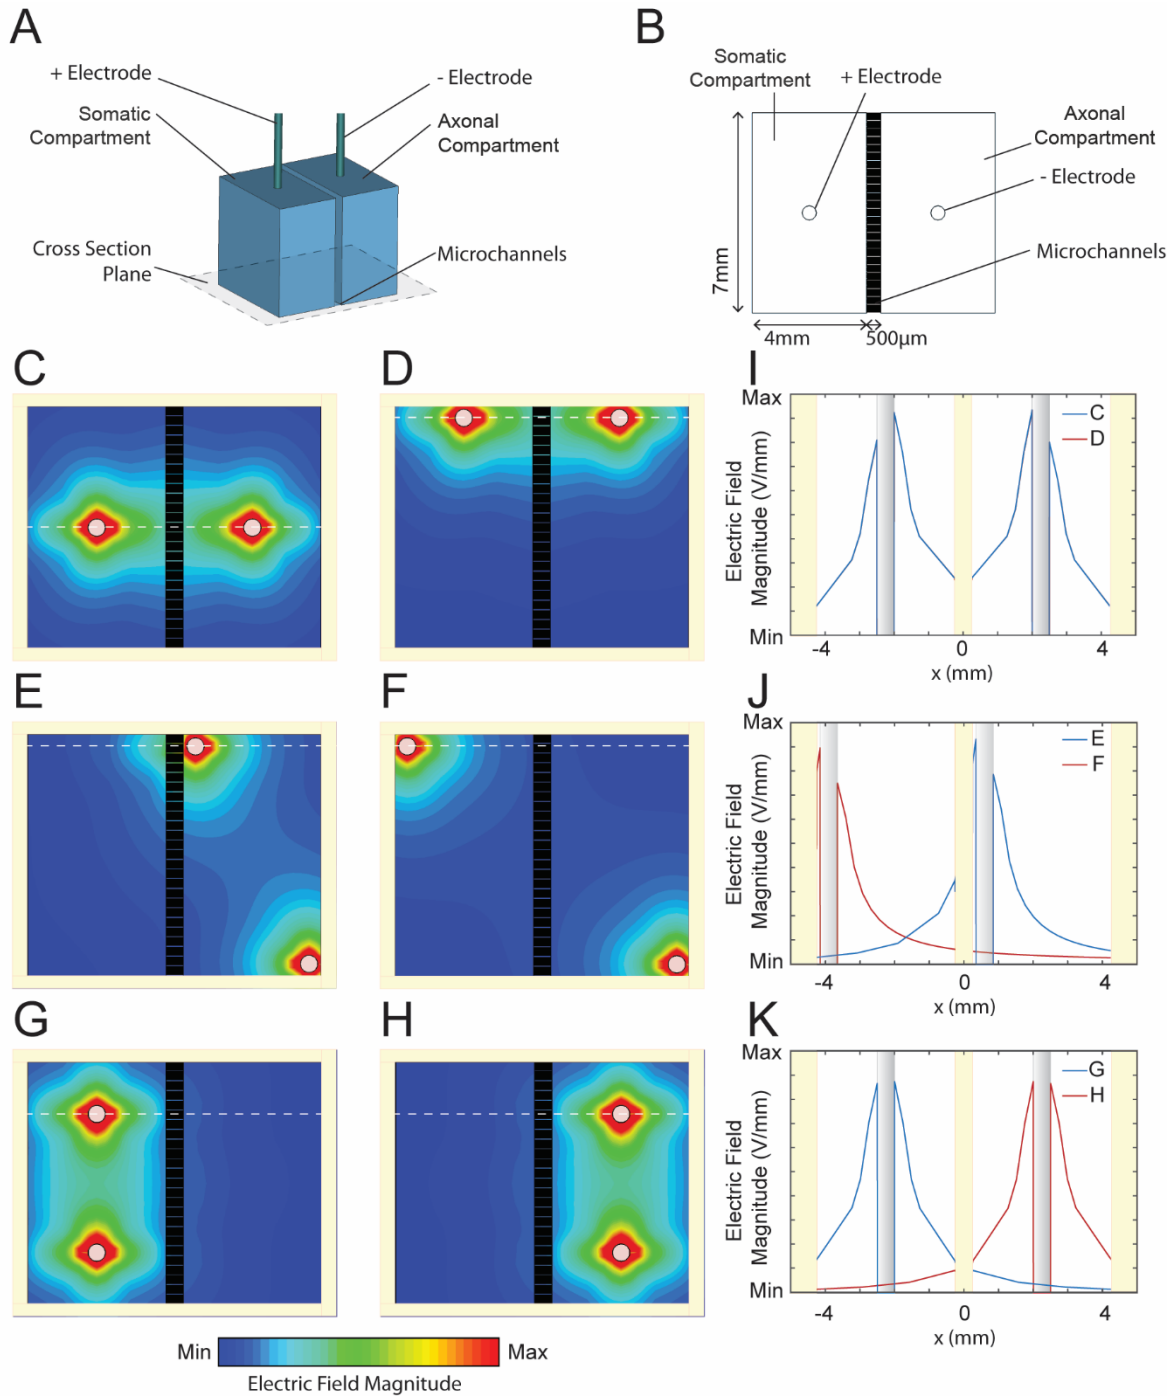 A
+ Electrode
- Electrode
Somatic
Compartment
Axonal
Compartment
Cross Section
Plane
Microchannels
B
Somatic
Compartment
+ Electrode
Axonal
Compartment
- Electrode
Microchannels
7mm
4mm
500µm
C
D
I
Max
Min
Electric Field
Magnitude (V/mm)
C
D
-4
0
4
x (mm)
E
F
J
Max
Min
Electric Field
Magnitude (V/mm)
E
F
-4
0
4
x (mm)
G
H
K
Max
Min
Electric Field
Magnitude (V/mm)
G
H
-4
0
4
x (mm)
Min
Max
Electric Field Magnitude